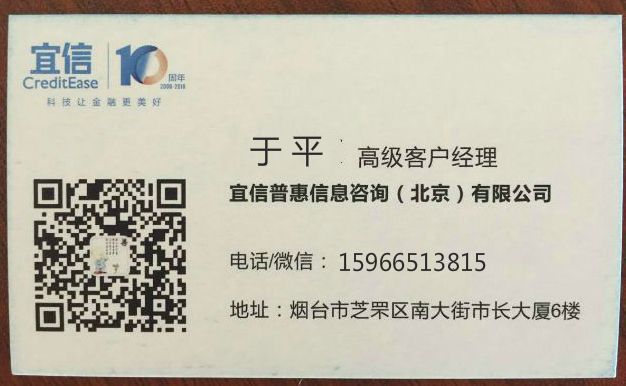 宜信
CreditEase
10周年
2006-2016
科技让金融更美好
于平 高级客户经理
宜信普惠信息咨询（北京）有限公司
电话/微信：15966513815
地址：烟台市芝罘区南大街市长大厦6楼